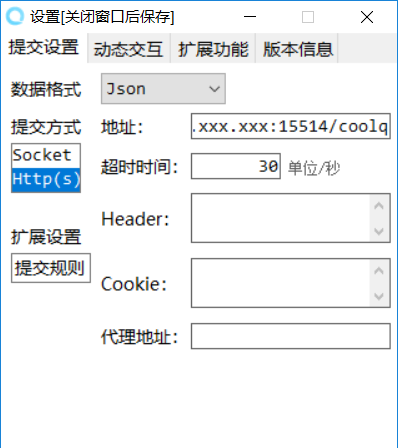 设置[关闭窗口后保存]
提交设置 动态交互 扩展功能 版本信息
数据格式 Json
提交方式 地址: .xxx.xxx:15514/coolq
Socket
Http(s)
超时时间: 30 单位/秒
Header:
扩展设置
提交规则
Cookie:
代理地址: